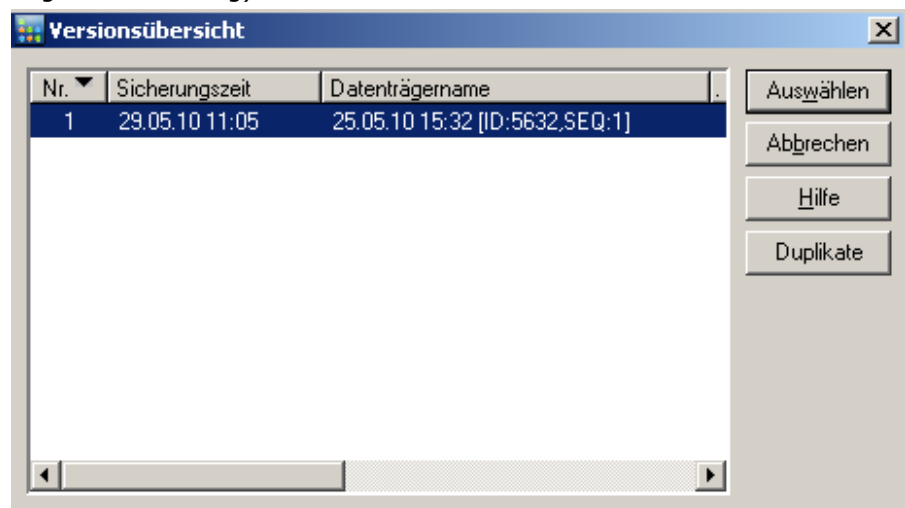 Versionsübersicht
Nr. Sicherungszeit Datenträgername .
1 29.05.10 11:05 25.05.10 15:32 [ID:5632,SEQ:1]
Auswählen
Abbrechen
Hilfe
Duplikate